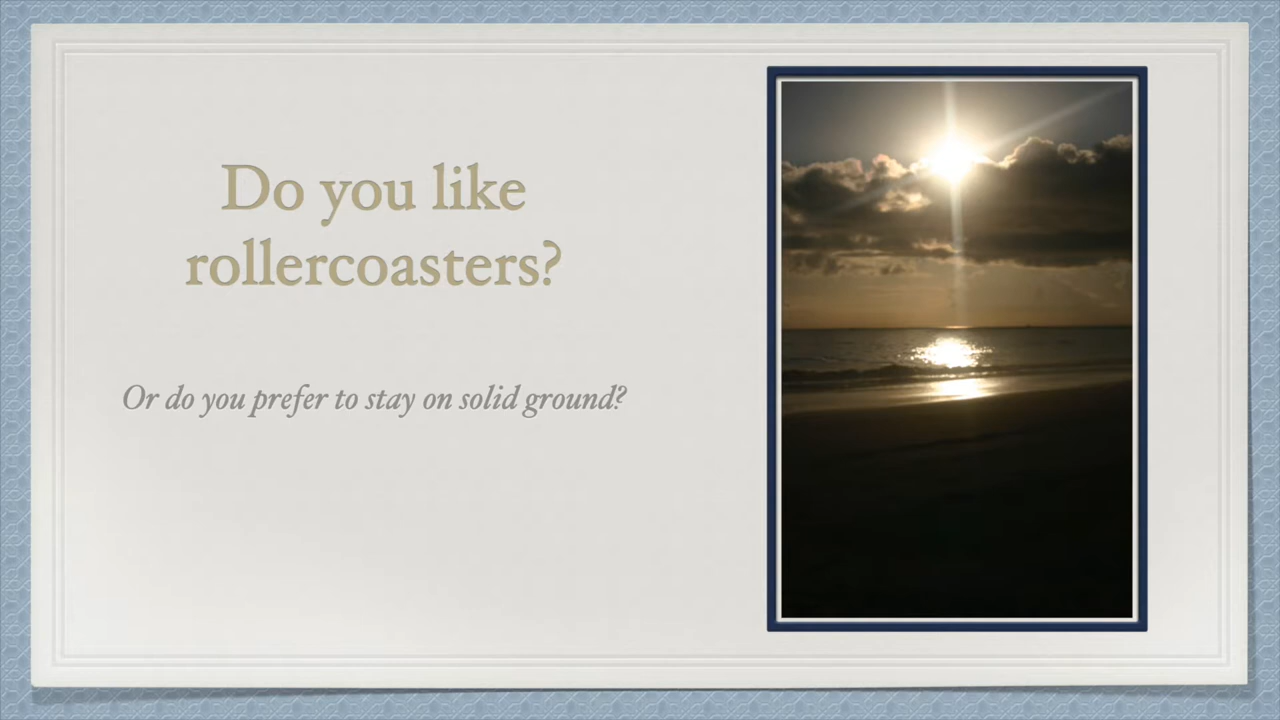 Do you like
rollercoasters?
Or do you prefer to stay on solid ground?